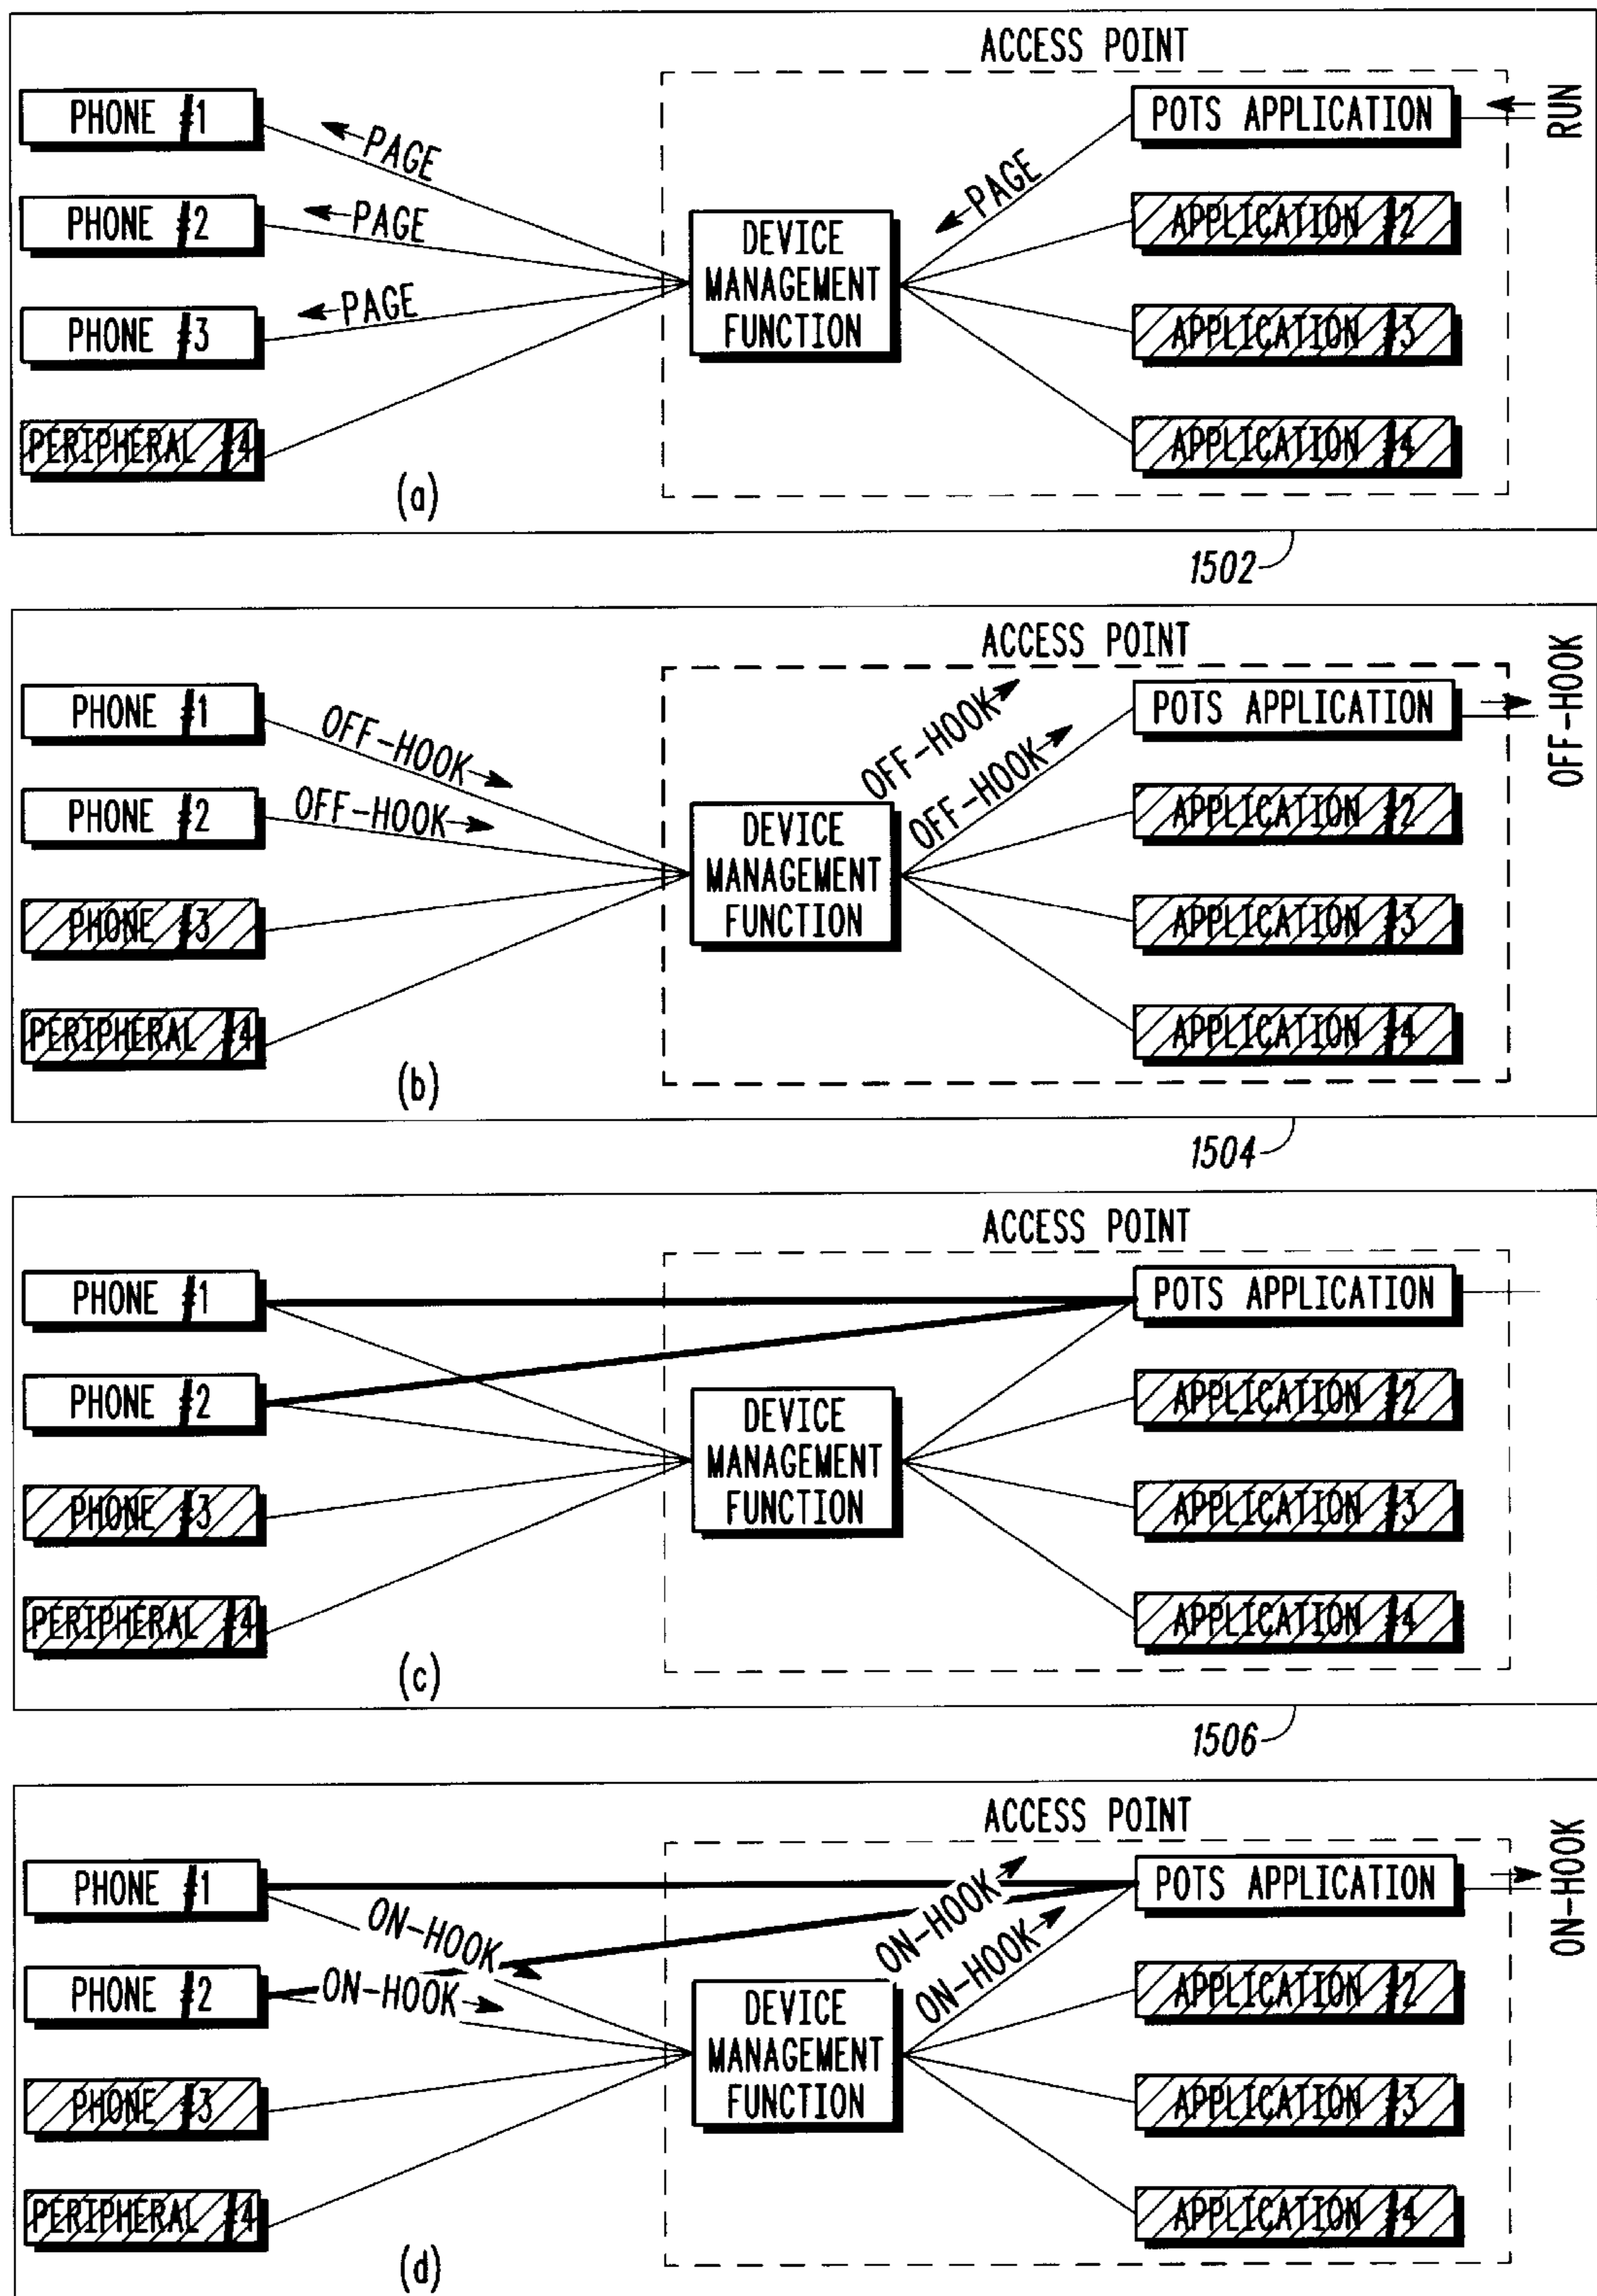 ACCESS POINT
PHONE #1
PAGE
POTS APPLICATION
RUN
PHONE #2
PAGE
PAGE
DEVICE
MANAGEMENT
FUNCTION
APPLICATION #2
PHONE #3
PAGE
APPLICATION #3
PERIPHERAL #4
APPLICATION #4
(a)
1502
ACCESS POINT
PHONE #1
OFF-HOOK
OFF-HOOK
POTS APPLICATION
OFF-HOOK
PHONE #2
OFF-HOOK
OFF-HOOK
DEVICE
MANAGEMENT
FUNCTION
APPLICATION #2
PHONE #3
APPLICATION #3
PERIPHERAL #4
APPLICATION #4
(b)
1504
ACCESS POINT
PHONE #1
POTS APPLICATION
PHONE #2
DEVICE
MANAGEMENT
FUNCTION
APPLICATION #2
PHONE #3
APPLICATION #3
PERIPHERAL #4
APPLICATION #4
(c)
1506
ACCESS POINT
PHONE #1
ON-HOOK
ON-HOOK
POTS APPLICATION
ON-HOOK
PHONE #2
ON-HOOK
ON-HOOK
DEVICE
MANAGEMENT
FUNCTION
APPLICATION #2
PHONE #3
APPLICATION #3
PERIPHERAL #4
APPLICATION #4
(d)